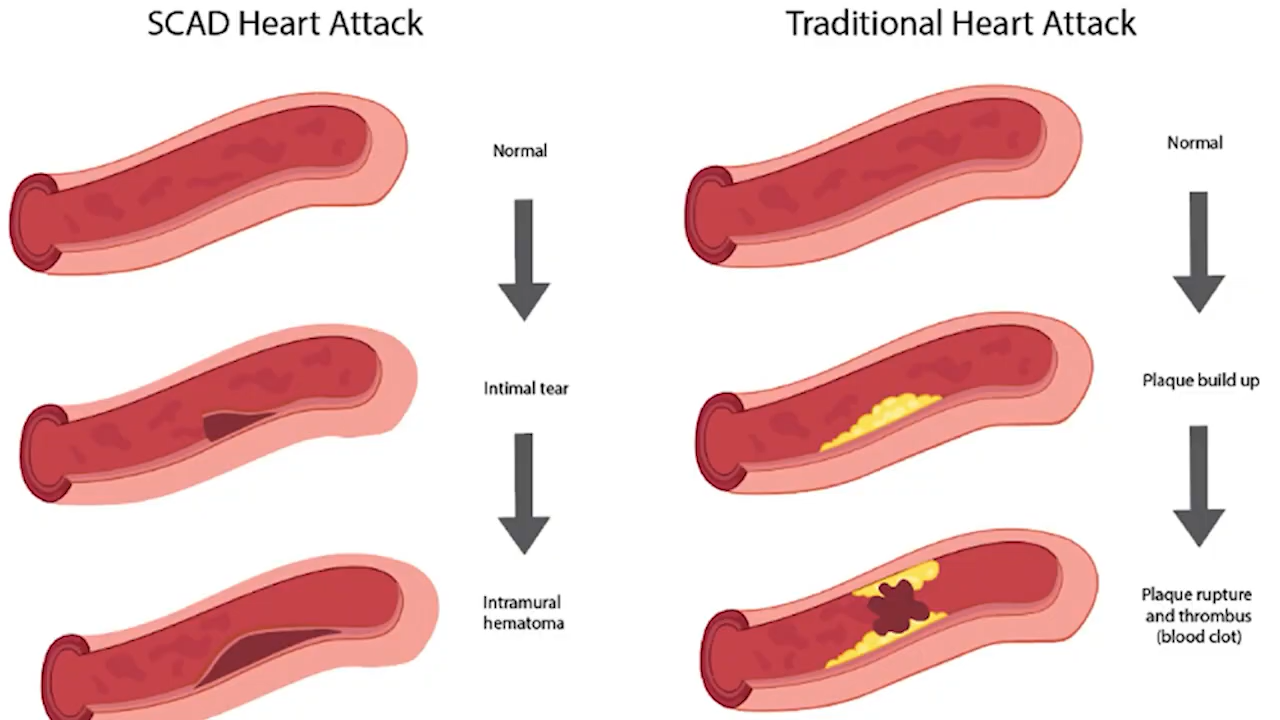 SCAD Heart Attack
Normal
Intimal tear
Intramural
hematoma
Traditional Heart Attack
Normal
Plaque build up
Plaque rupture
and thrombus
(blood clot)